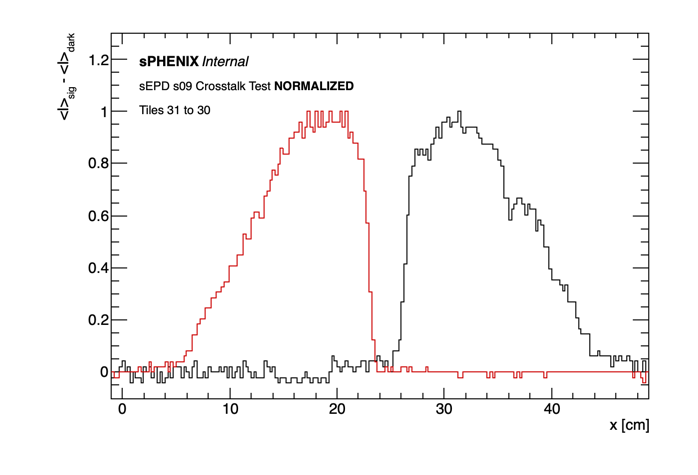 <I>sig - <I>dark
sPHENIX Internal
sEPD s09 Crosstalk Test NORMALIZED
Tiles 31 to 30
1.2
1
0.8
0.6
0.4
0.2
0
0 10 20 30 40
x [cm]